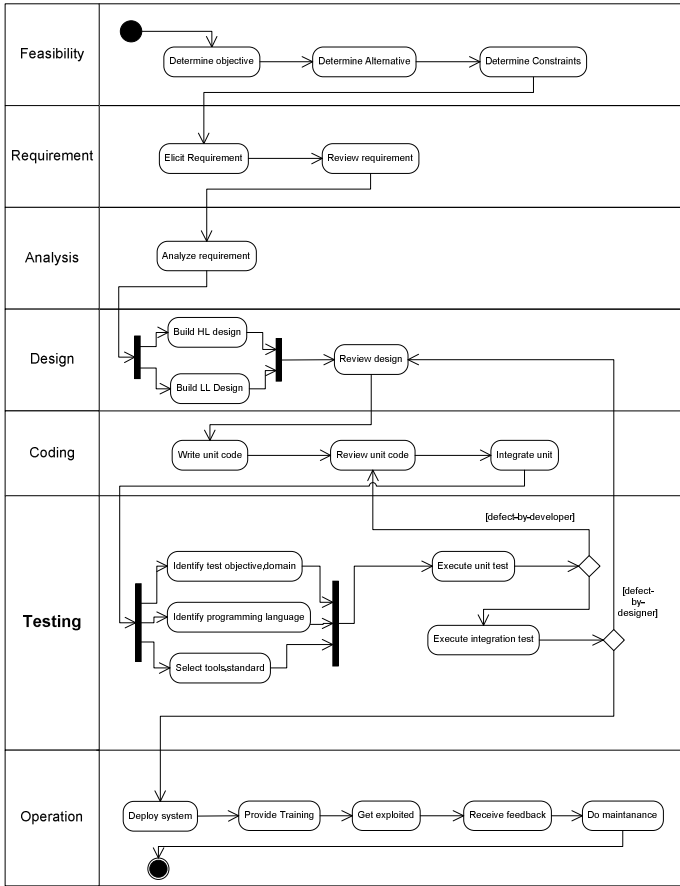 Feasibility
Determine objective
Determine Alternative
Determine Constraints
Requirement
Elicit Requirement
Review requirement
Analysis
Analyze requirement
Design
Build HL design
Build LL Design
Review design
Coding
Write unit code
Review unit code
Integrate unit
Testing
[defect-by-developer]
Identify test objective,domain
Execute unit test
[defect-
by-
designer]
Identify programming language
Execute integration test
Select tools,standard
Operation
Deploy system
Provide Training
Get exploited
Receive feedback
Do maintanance